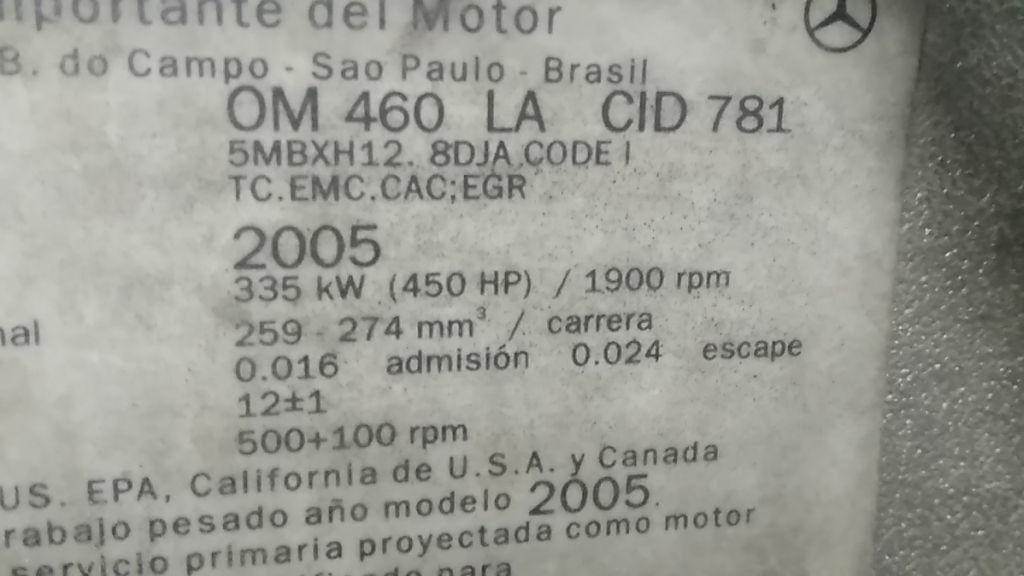 mportante del Motor
B. do Campo - Sao Paulo - Brasil
OM 460 LA CID 781
5MBXH12. 8DJA CODE I
TC.EMC.CAC;EGR
2005
335 kW (450 HP) / 1900 rpm
nal 259 - 274 mm³ / carrera
0.016 admisión 0.024 escape
12±1
500+100 rpm
US. EPA, California de U.S.A. y Canada
rabajo pesado año modelo 2005.
servicio primaria proyectada como motor
para